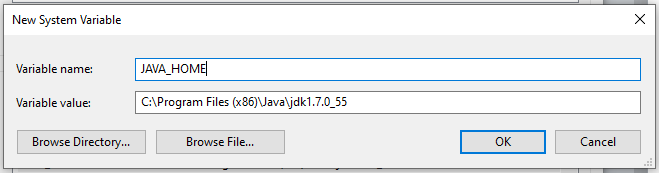 New System Variable
Variable name: JAVA_HOME
Variable value: C:\Program Files (x86)\Java\jdk1.7.0_55
Browse Directory... Browse File... OK Cancel